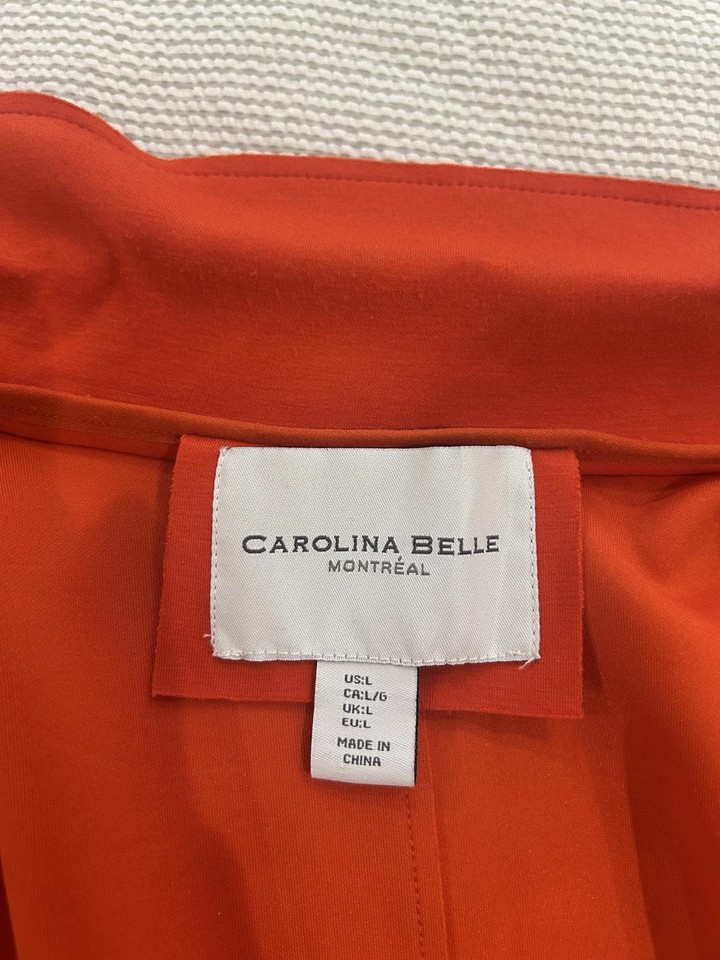 CAROLINA BELLE
MONTRÉAL
US:L
CA:L/G
UK:L
EU:L
MADE IN
CHINA